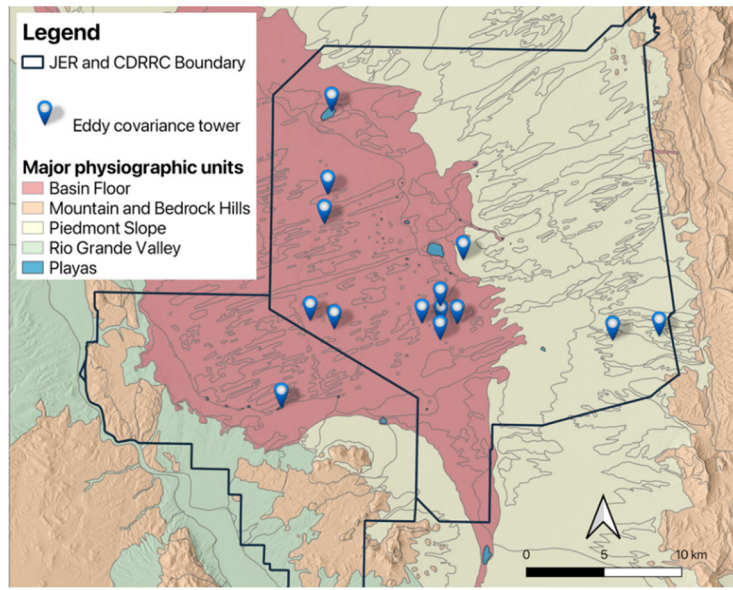 Legend
JER and CDRRC Boundary
Eddy covariance tower
Major physiographic units
Basin Floor
Mountain and Bedrock Hills
Piedmont Slope
Rio Grande Valley
Playas
0 5 10 km